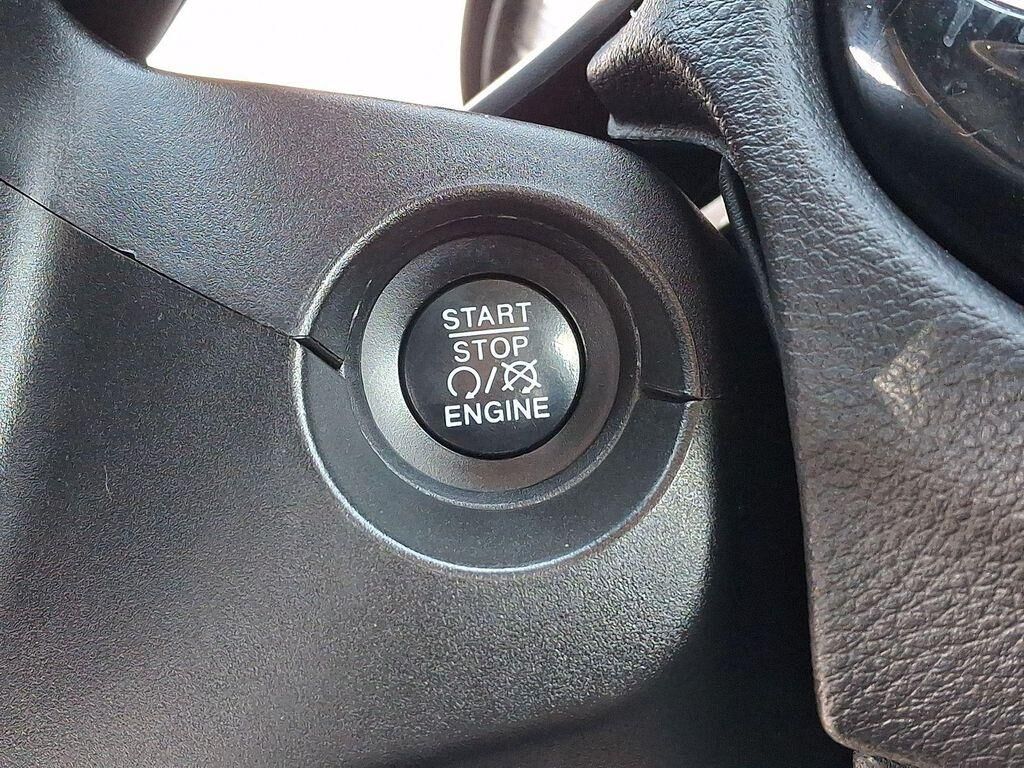 START
STOP
/
ENGINE